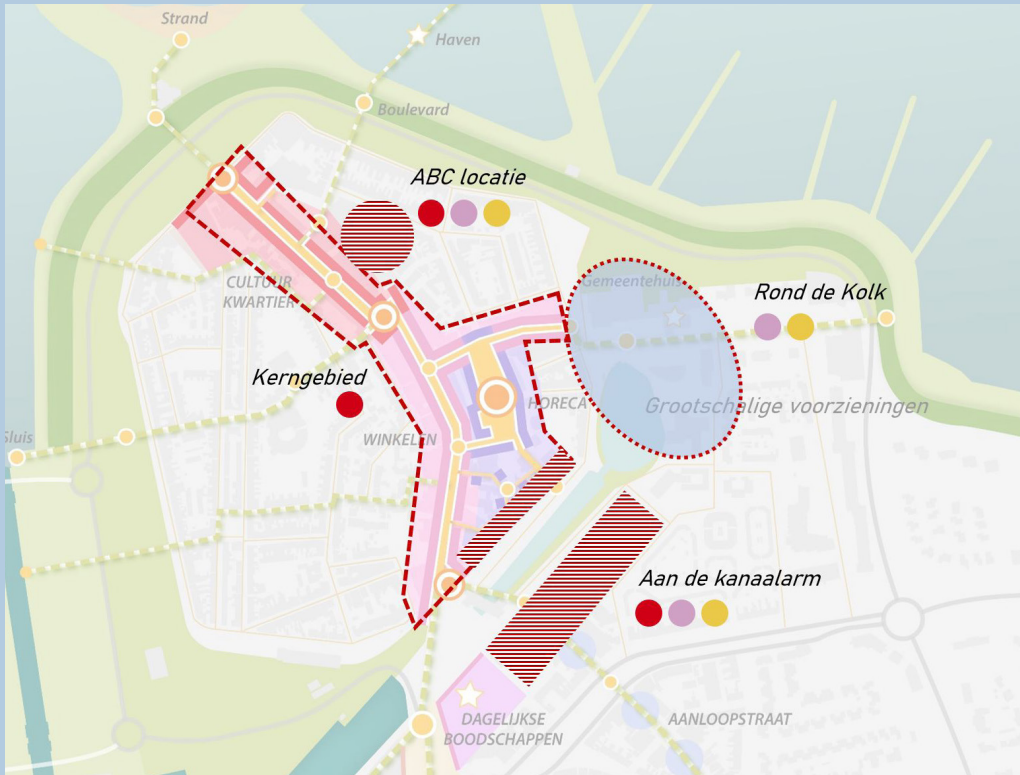 Strand
Haven
Boulevard
ABC locatie
CULTUUR
KWARTIER
Gemeentehuis
Rond de Kolk
Kerngebied
HORECA
Grootschalige voorzieningen
Sluis
WINKELEN
Aan de kanaalarm
DAGELIJKSE
BOODSCHAPPEN
AANLOOPSTRAAT